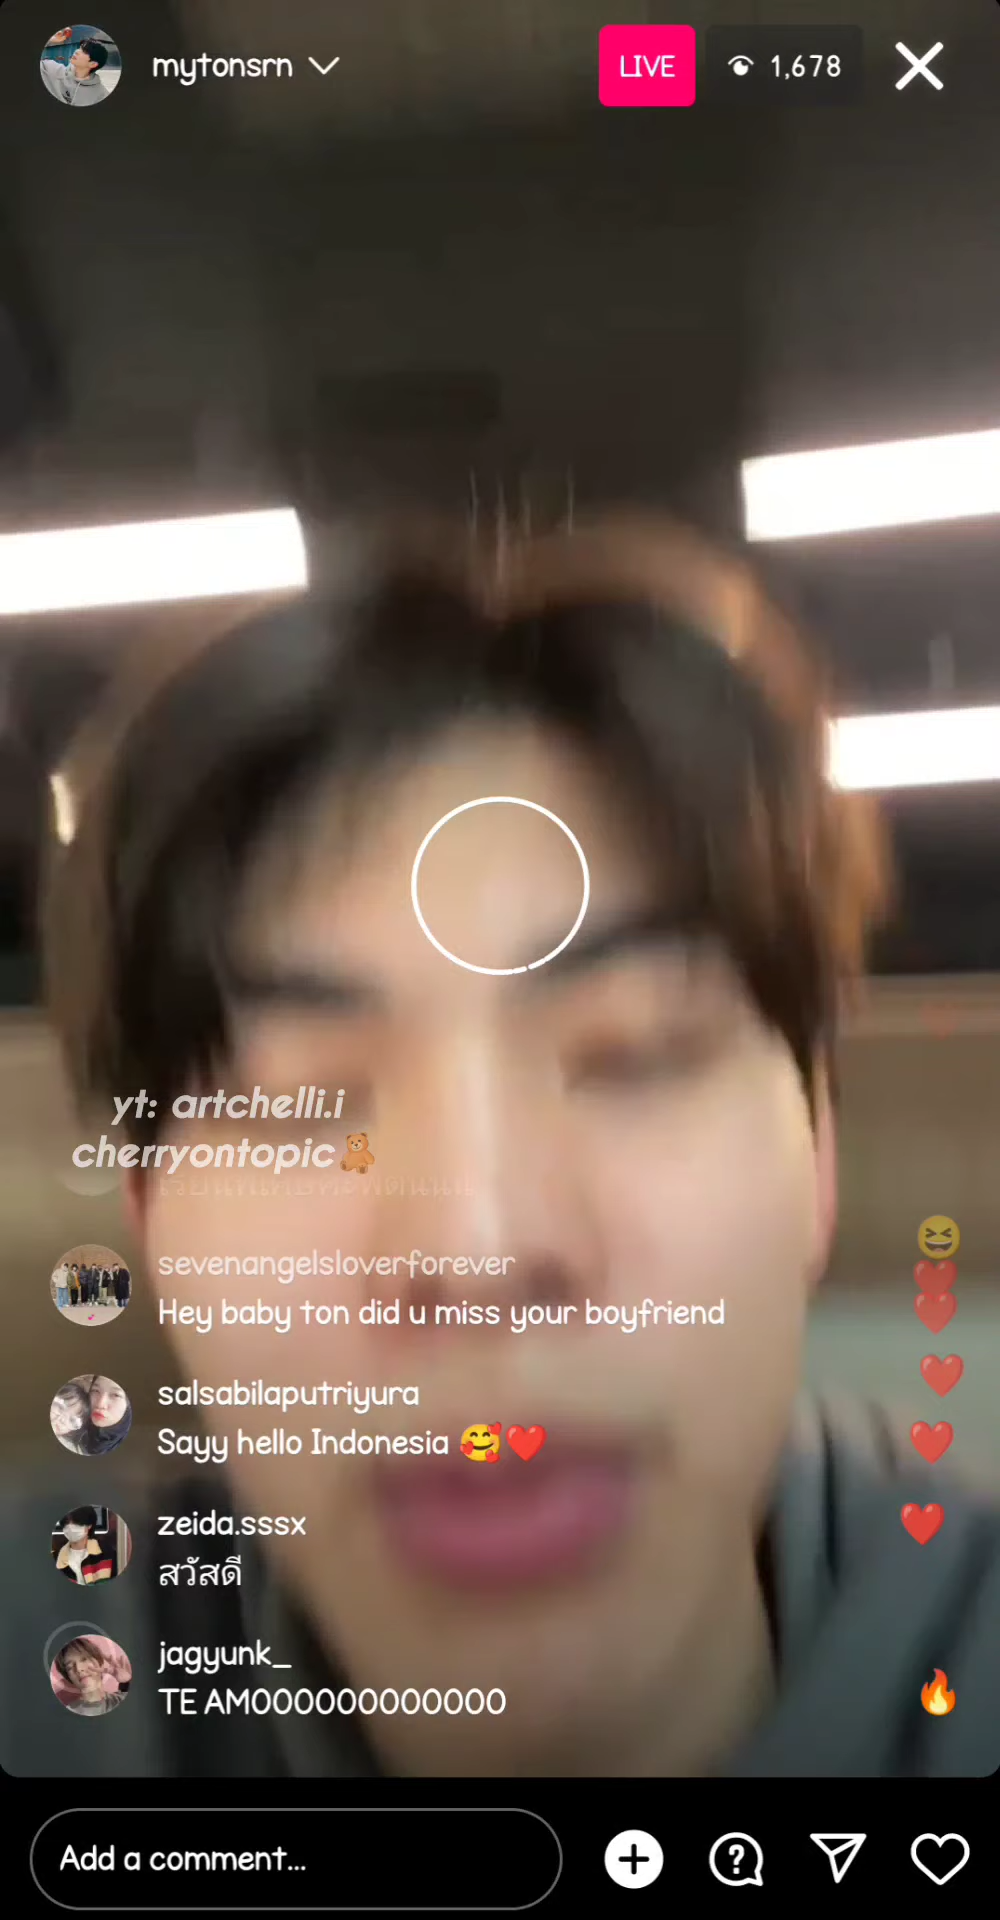 mytonsrn
LIVE
1,678
yt: artchelli.i
cherryontopic🧸
sevenangelsloverforever
Hey baby ton did u miss your boyfriend
salsabilaputriyura
Sayy hello Indonesia 🥰❤️
zeida.sssx
สวัสดี
jagyunk_
TE AMOOOOOOOOOOOOO
Add a comment...